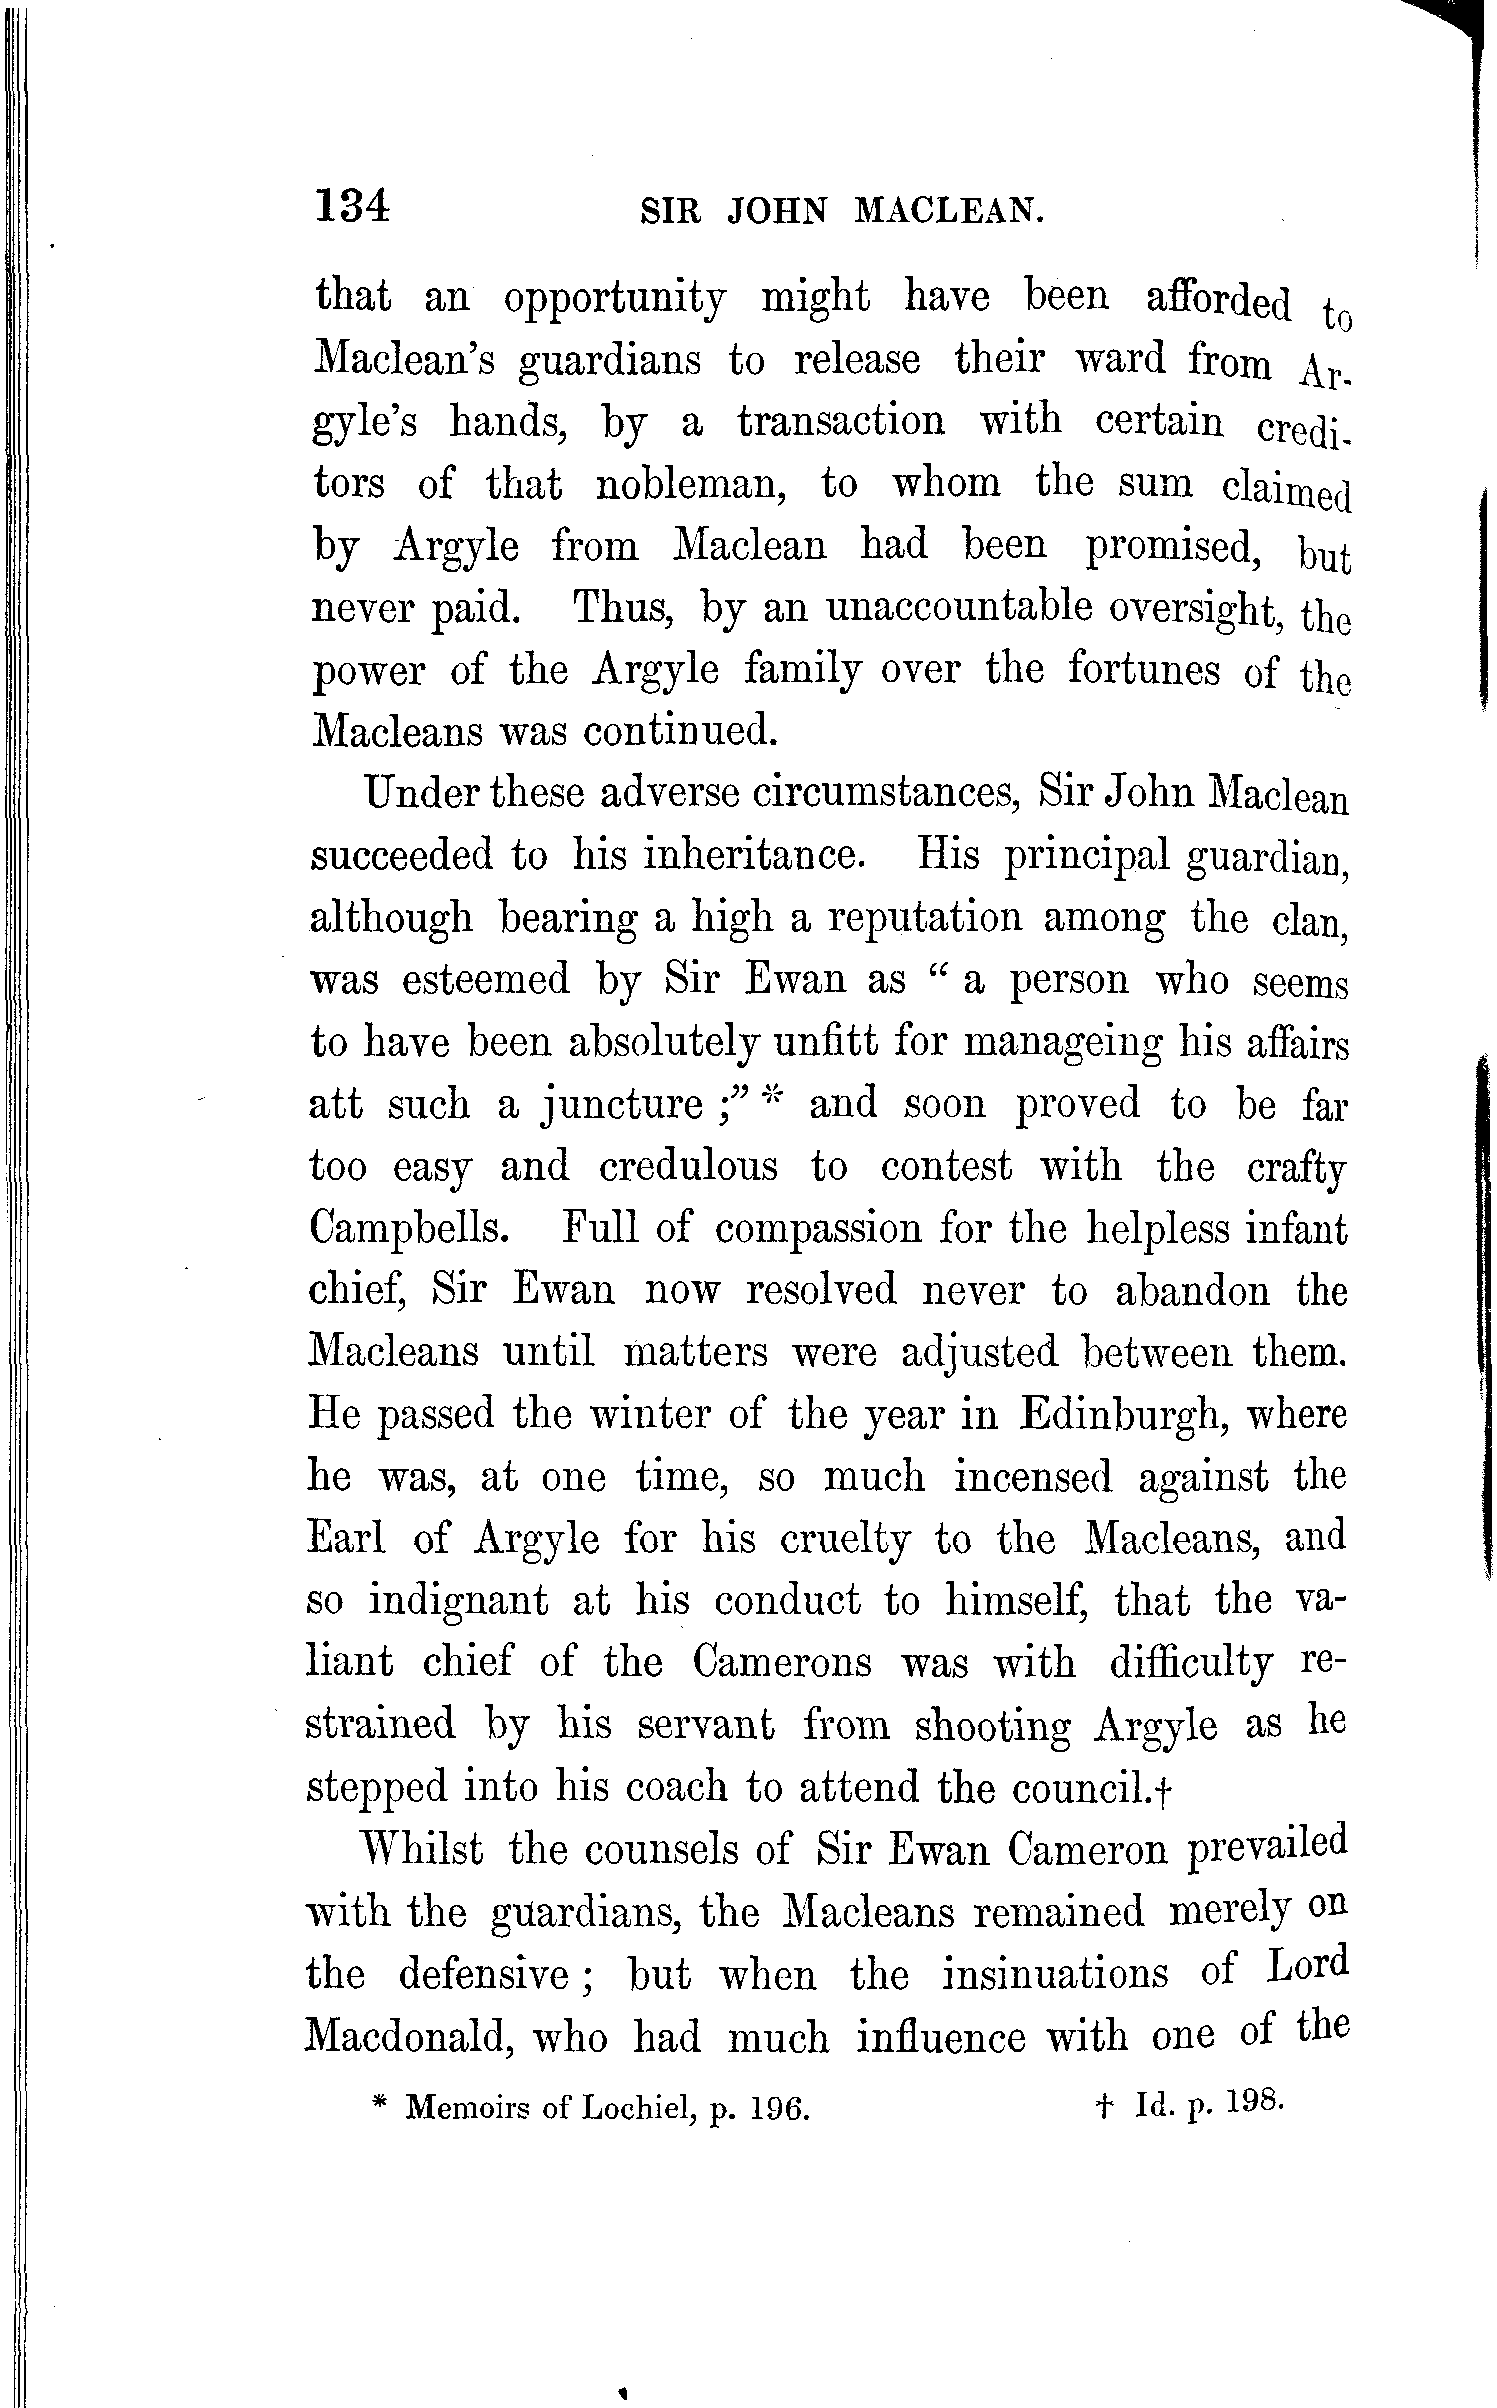 134 SIR JOHN MACLEAN.
that an opportunity might have been afforded to
Maclean's guardians to release their ward from Ar-
gyle's hands, by a transaction with certain credi-
tors of that nobleman, to whom the sum claimed
by Argyle from Maclean had been promised, but
never paid. Thus, by an unaccountable oversight, the
power of the Argyle family over the fortunes of the
Macleans was continued.
Under these adverse circumstances, Sir John Maclean
succeeded to his inheritance. His principal guardian,
although bearing a high a reputation among the clan,
was esteemed by Sir Ewan as " a person who seems
to have been absolutely unfitt for manageing his affairs
att such a juncture ;" * and soon proved to be far
too easy and credulous to contest with the crafty
Campbells. Full of compassion for the helpless infant
chief, Sir Ewan now resolved never to abandon the
Macleans until matters were adjusted between them.
He passed the winter of the year in Edinburgh, where
he was, at one time, so much incensed against the
Earl of Argyle for his cruelty to the Macleans, and
so indignant at his conduct to himself, that the va-
liant chief of the Camerons was with difficulty re-
strained by his servant from shooting Argyle as he
stepped into his coach to attend the council.†
Whilst the counsels of Sir Ewan Cameron prevailed
with the guardians, the Macleans remained merely on
the defensive ; but when the insinuations of Lord
Macdonald, who had much influence with one of the
* Memoirs of Lochiel, p. 196. † Id. p. 198.